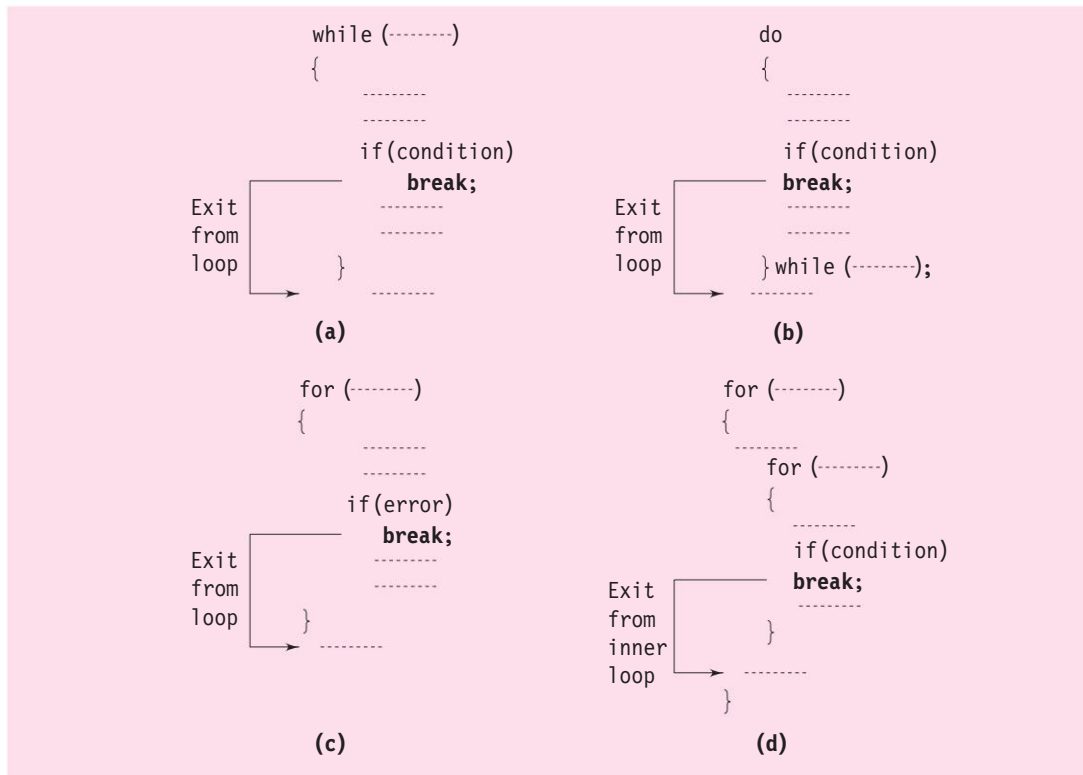 while (---------)
{
---------
---------
if(condition)
break;
---------
---------
Exit
from
loop
}
---------
(a)
do
{
---------
---------
if(condition)
break;
---------
---------
Exit
from
loop
} while (---------);
---------
(b)
for (---------)
{
---------
---------
if(error)
break;
---------
---------
Exit
from
loop
}
---------
(c)
for (---------)
{
---------
for (---------)
{
---------
if(condition)
break;
---------
Exit
from
inner
loop
}
---------
}
(d)